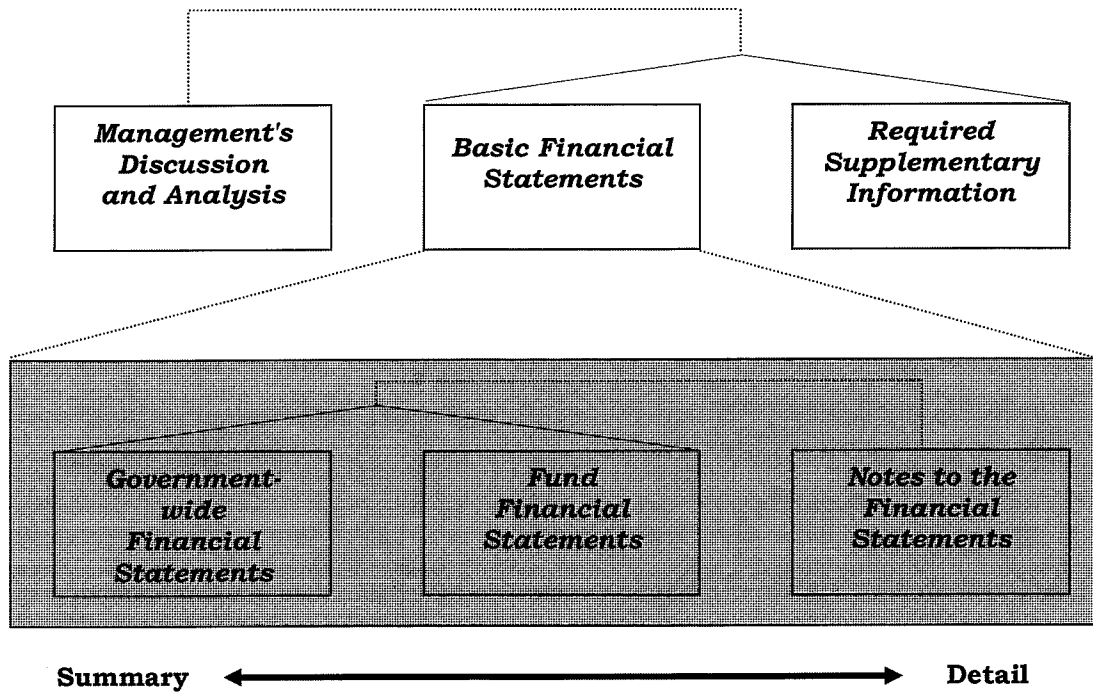 Management's
Discussion
and Analysis
Basic Financial
Statements
Required
Supplementary
Information
Government-
wide
Financial
Statements
Fund
Financial
Statements
Notes to the
Financial
Statements
Summary
Detail